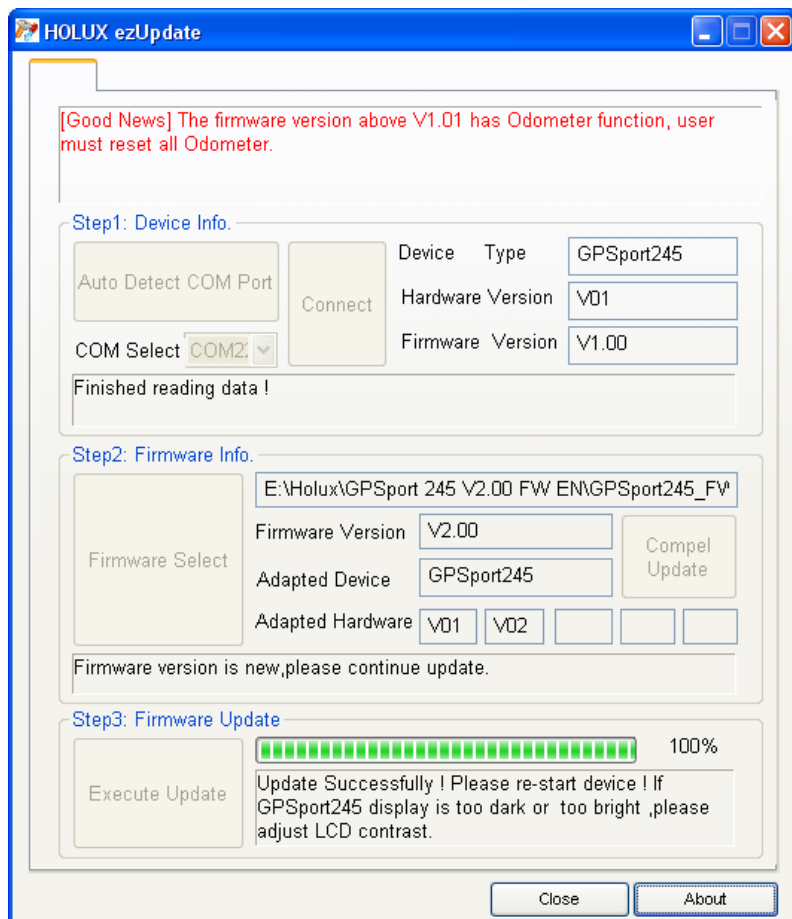 HOLUX ezUpdate
[Good News] The firmware version above V1.01 has Odometer function, user
must reset all Odometer.
Step1: Device Info.
Auto Detect COM Port
Connect
Device Type GPSport245
Hardware Version V01
Firmware Version V1.00
COM Select COM22
Finished reading data !
Step2: Firmware Info.
Firmware Select
E:\Holux\GPSport 245 V2.00 FW EN\GPSport245_FW
Firmware Version V2.00
Adapted Device GPSport245
Compel
Update
Adapted Hardware V01 V02
Firmware version is new,please continue update.
Step3: Firmware Update
Execute Update
100%
Update Successfully ! Please re-start device ! If
GPSport245 display is too dark or too bright ,please
adjust LCD contrast.
Close
About